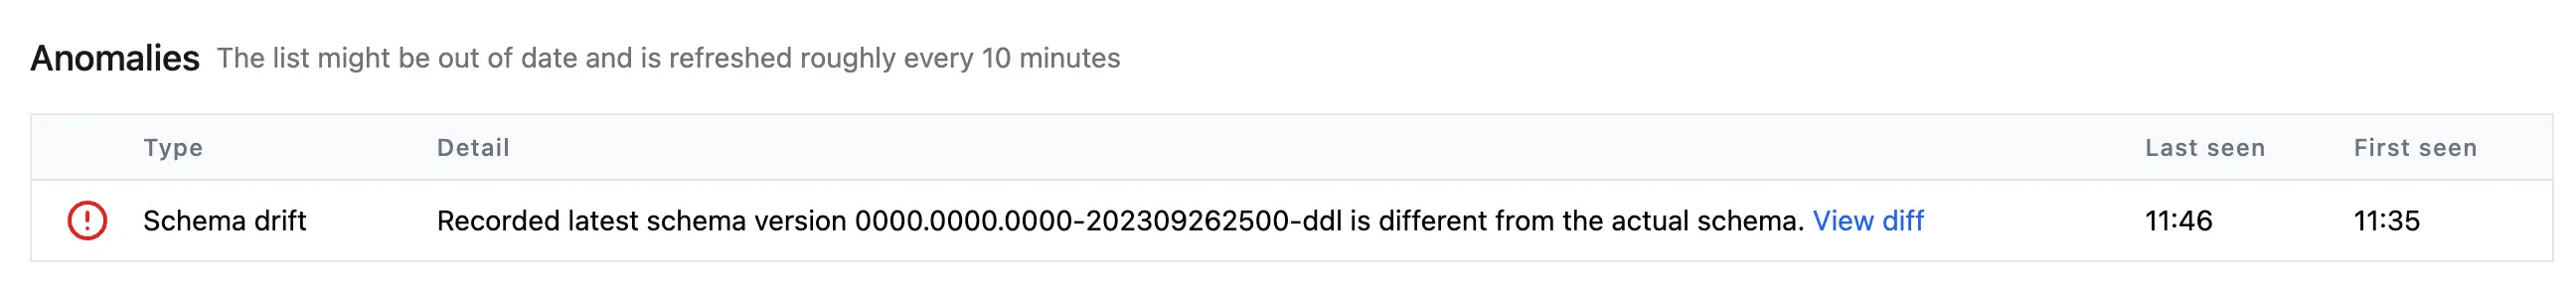 Anomalies The list might be out of date and is refreshed roughly every 10 minutes
Type Detail Last seen First seen
Schema drift Recorded latest schema version 0000.0000.0000-202309262500-ddl is different from the actual schema. View diff 11:46 11:35